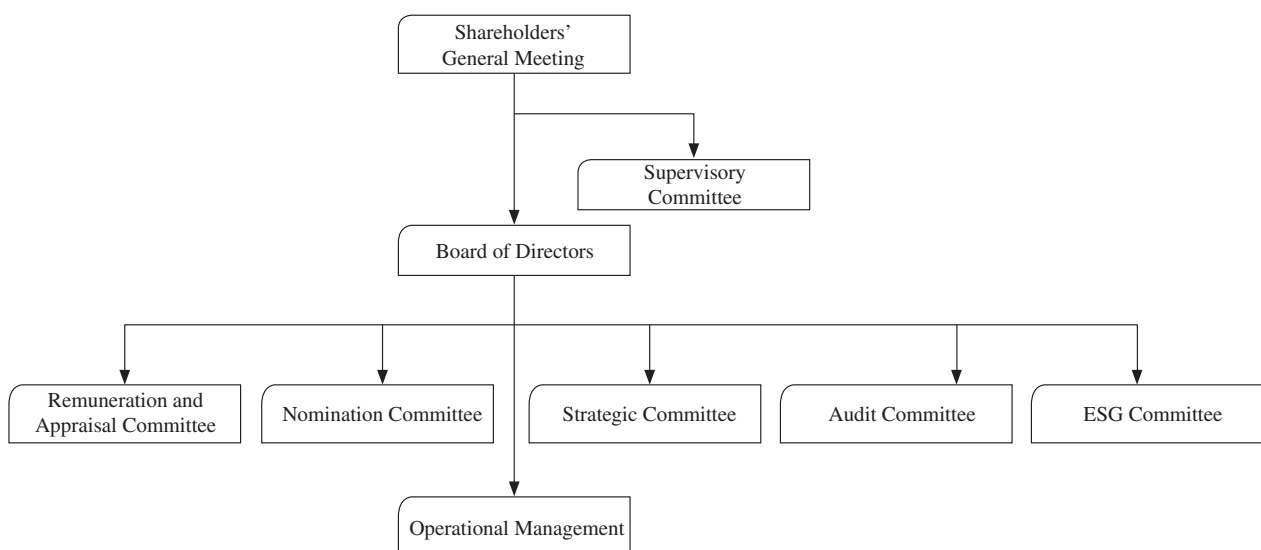 Shareholders’
General Meeting
Supervisory
Committee
Board of Directors
Remuneration and
Appraisal Committee
Nomination Committee
Strategic Committee
Audit Committee
ESG Committee
Operational Management